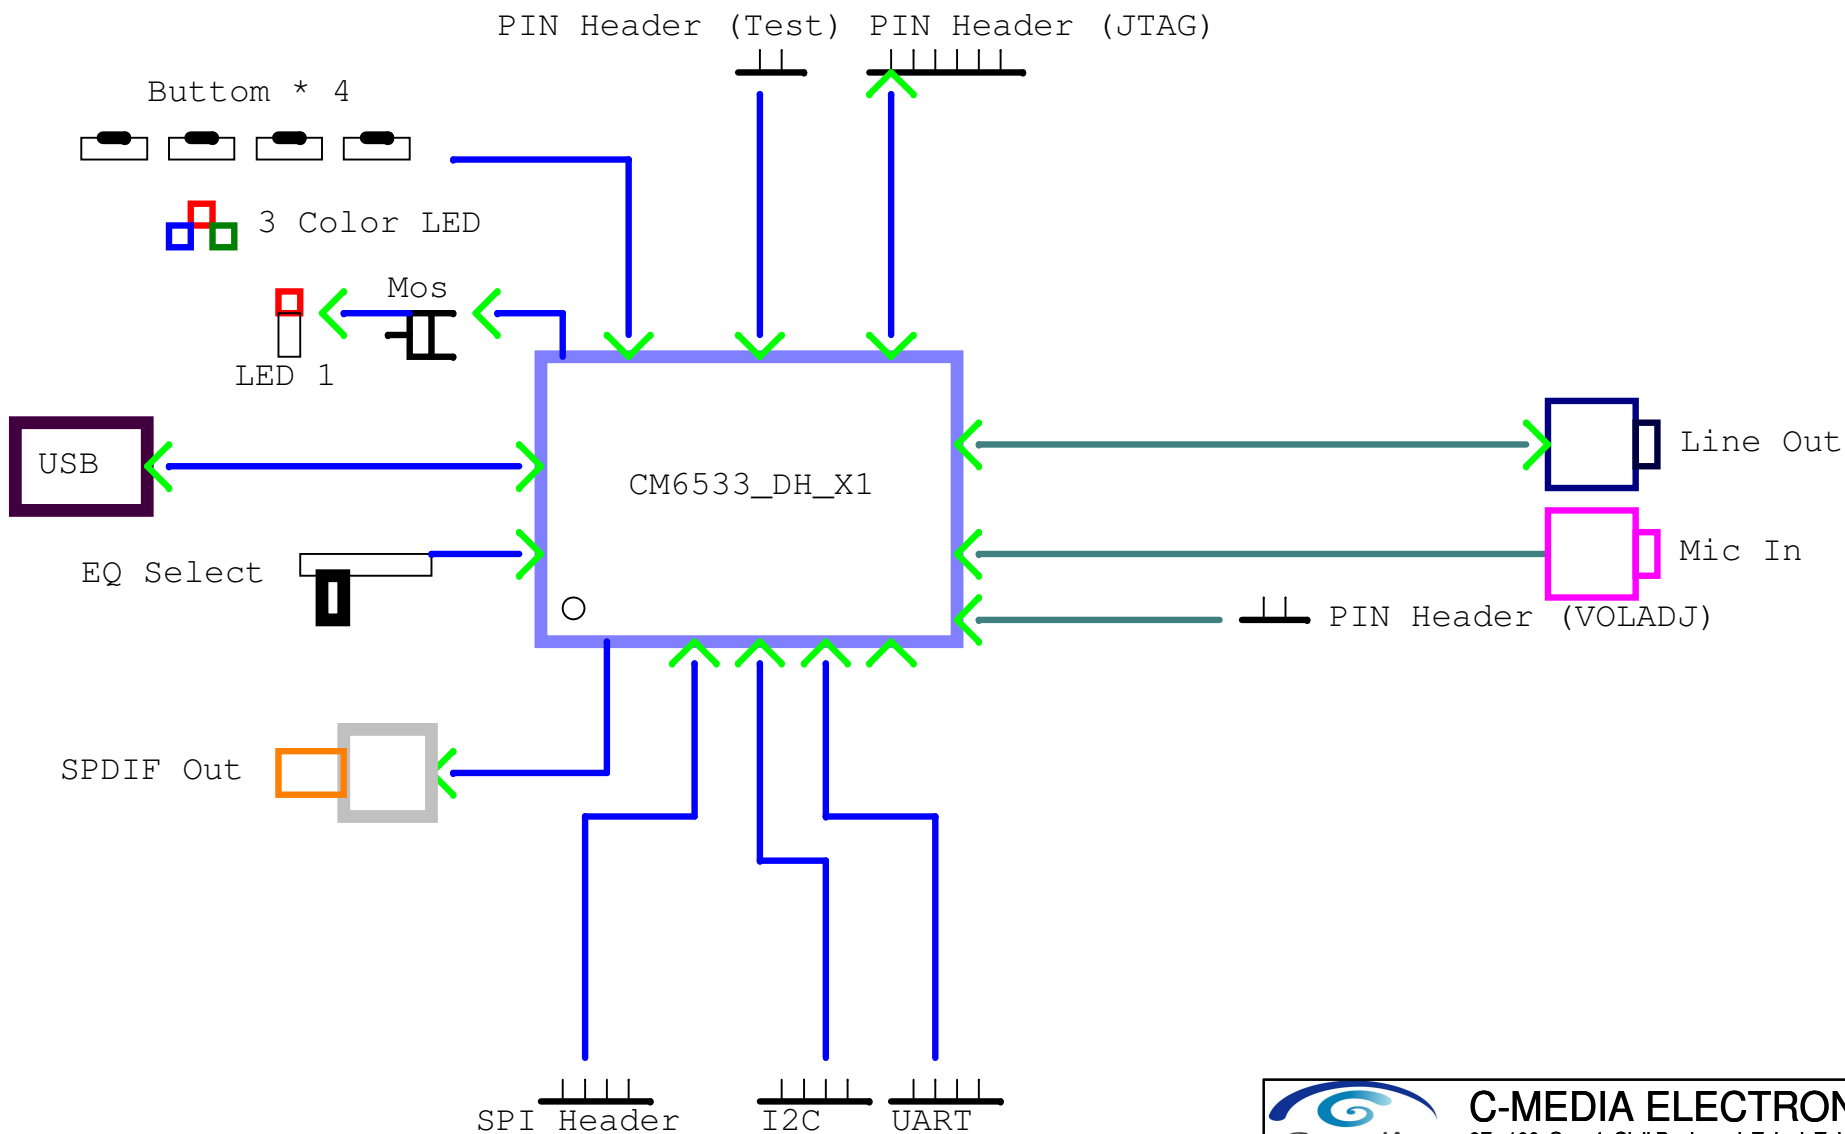 PIN Header (Test) PIN Header (JTAG)
Buttom * 4
3 Color LED
Mos
LED 1
USB
CM6533_DH_X1
Line Out
EQ Select
Mic In
PIN Header (VOLADJ)
SPDIF Out
SPI Header
I2C
UART
C-MEDIA ELECTRON